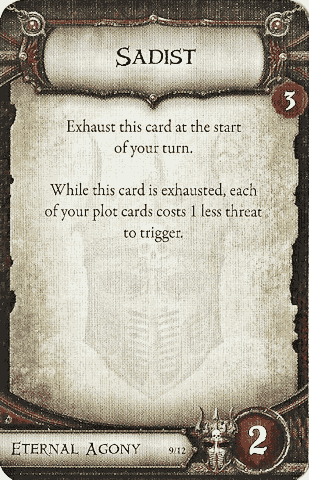 Sadist
3
Exhaust this card at the start
of your turn.
While this card is exhausted, each
of your plot cards costs 1 less threat
to trigger.
Eternal Agony 9/12 2